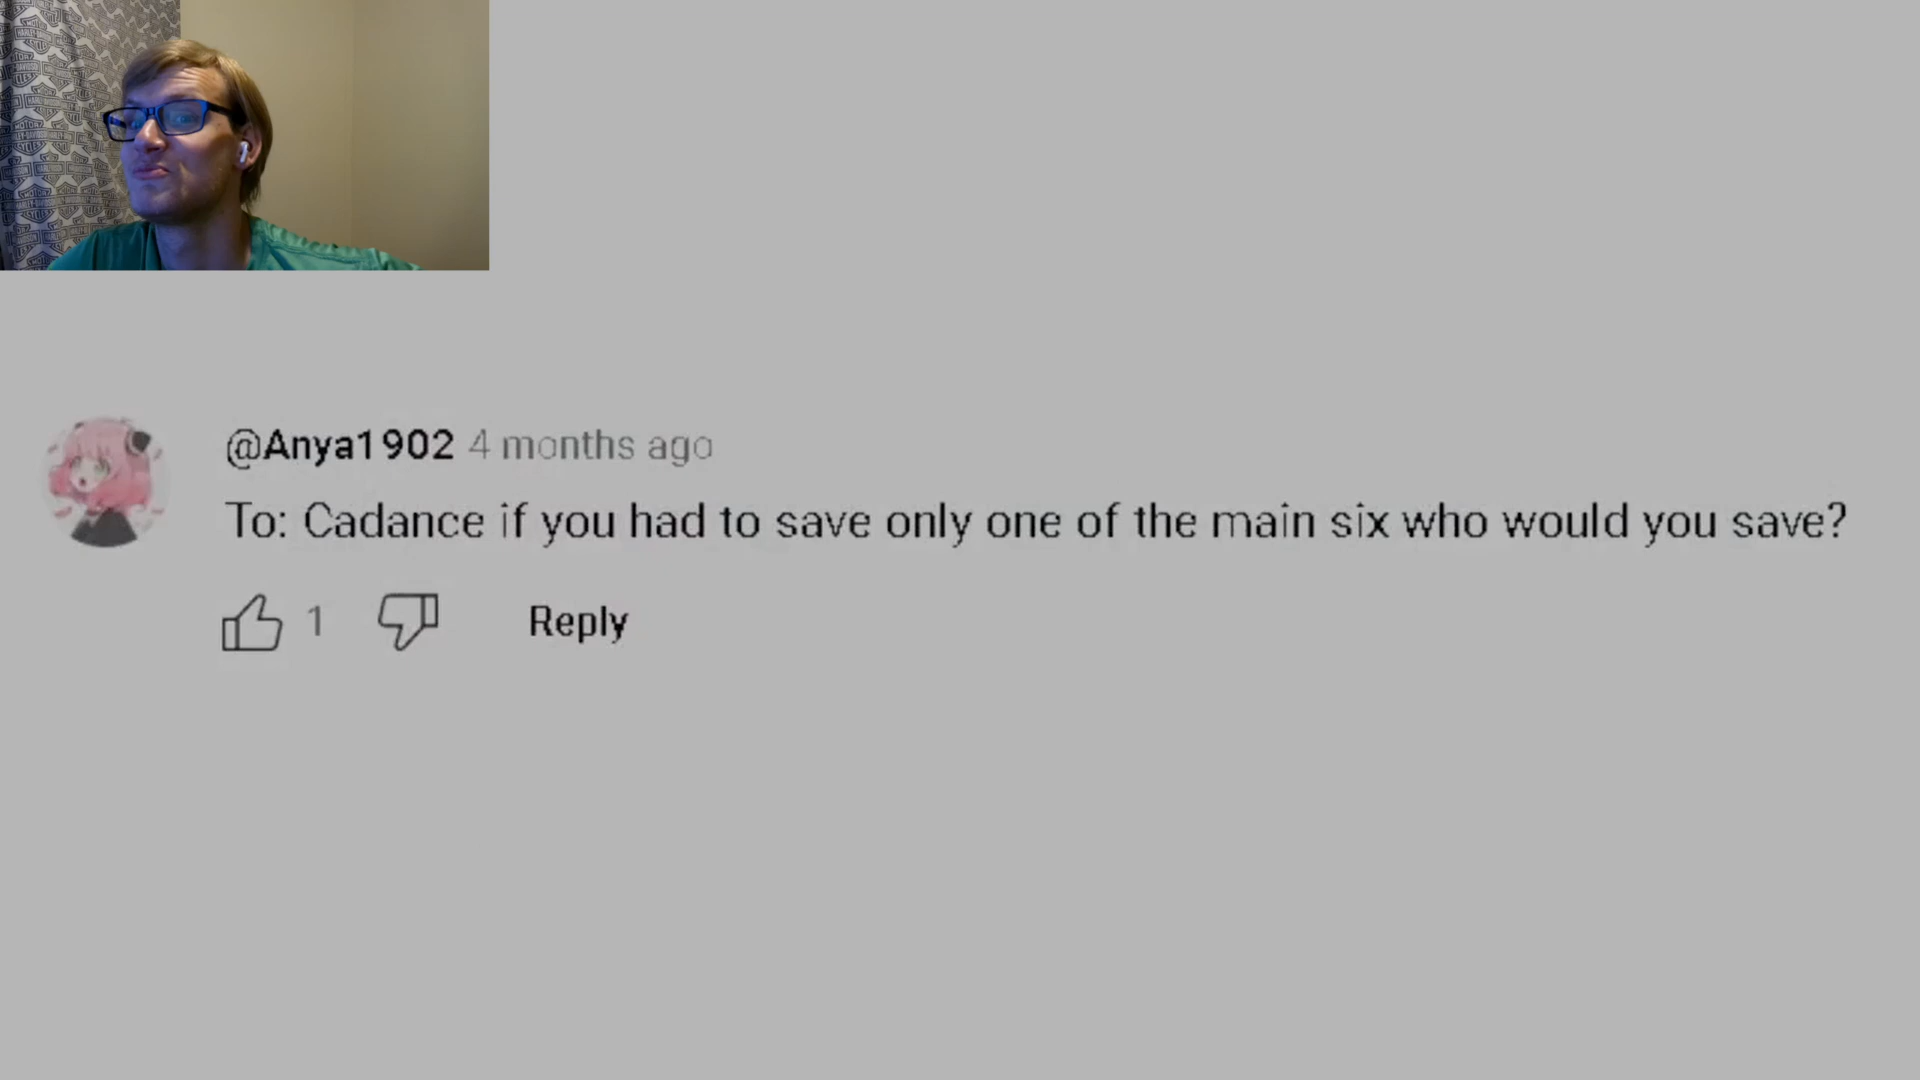 @Anya1902 4 months ago
To: Cadance if you had to save only one of the main six who would you save?
1 Reply